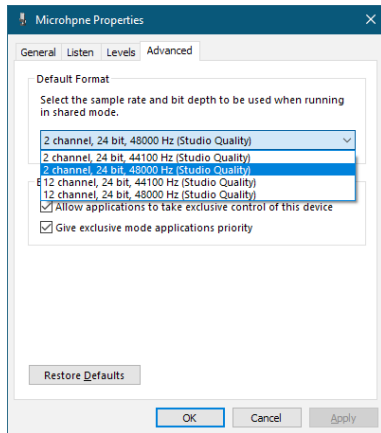 Microhpne Properties
General Listen Levels Advanced
Default Format
Select the sample rate and bit depth to be used when running
in shared mode.
2 channel, 24 bit, 48000 Hz (Studio Quality)
2 channel, 24 bit, 44100 Hz (Studio Quality)
2 channel, 24 bit, 48000 Hz (Studio Quality)
12 channel, 24 bit, 44100 Hz (Studio Quality)
12 channel, 24 bit, 48000 Hz (Studio Quality)
Allow applications to take exclusive control of this device
Give exclusive mode applications priority
Restore Defaults
OK Cancel Apply